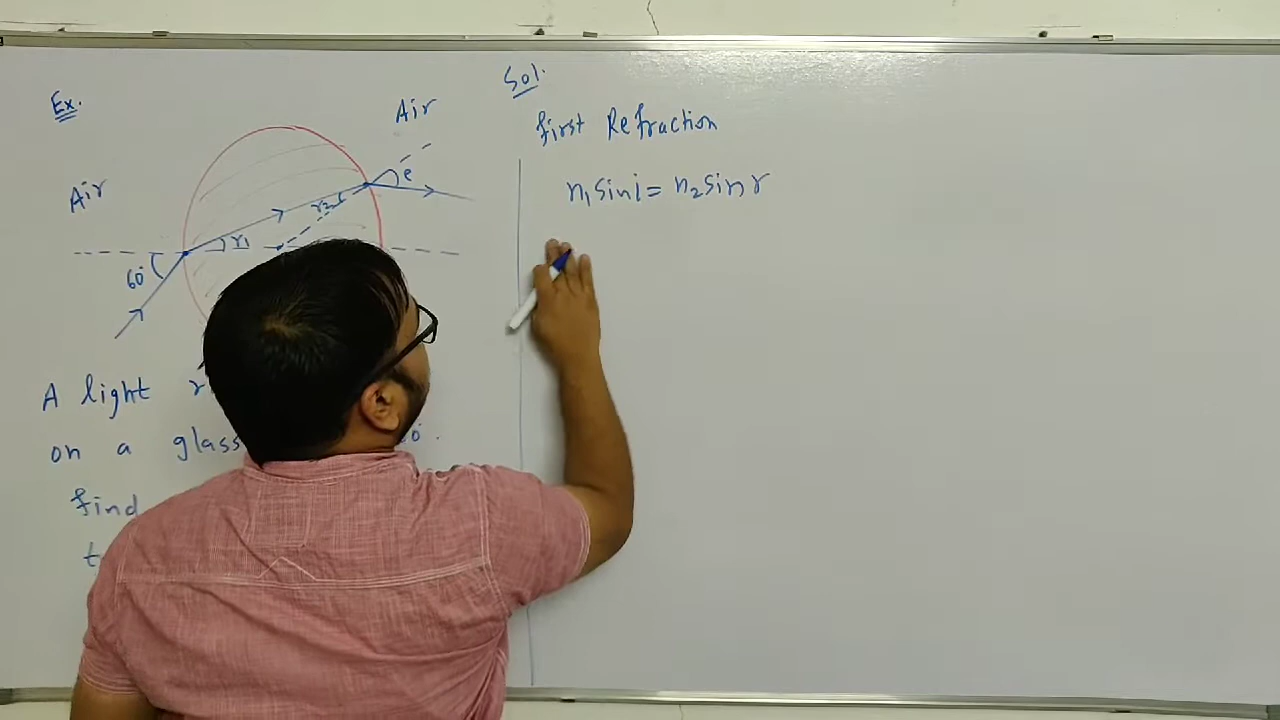 Ex.
Air
Air
60°
r₁
r₂
e
A light
on a glass
find
Sol.
first Refraction
n₁ sin i = n₂ sin r